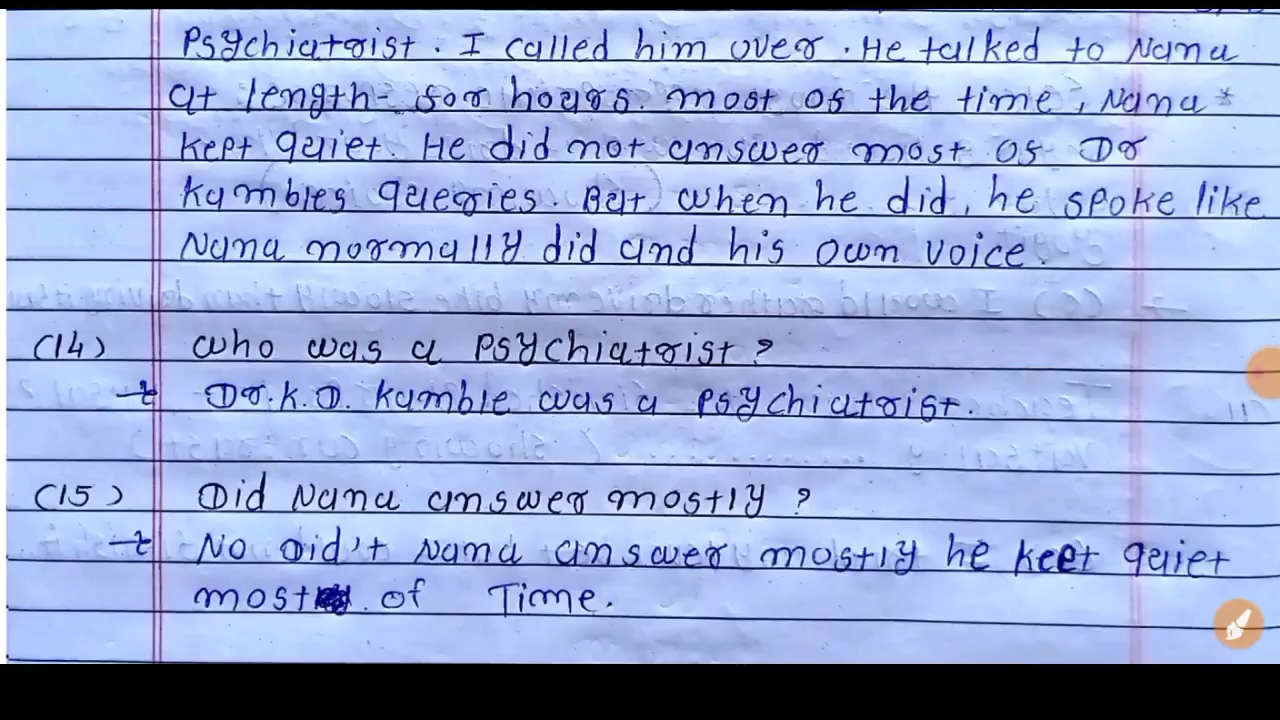 Psychiatrist. I called him over. He talked to Nana
at length- for hours. most of the time, Nana
kept quiet. He did not answer most of Dr
kambles queries. But when he did, he spoke like
Nana normally did and his own voice.
(14) who was a psychiatrist?
→ Dr. K. D. kamble was a psychiatrist.
(15) Did Nana answer mostly?
→ No Did't Nana answer mostly he keet quiet
most of Time.